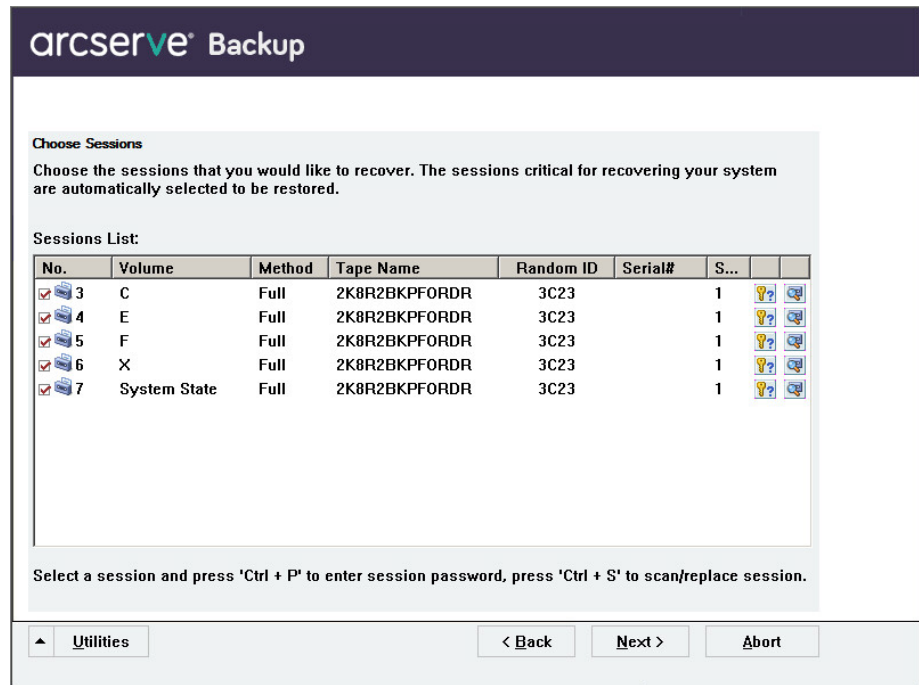 arcserve Backup
Choose Sessions
Choose the sessions that you would like to recover. The sessions critical for recovering your system
are automatically selected to be restored.
Sessions List:
No. Volume Method Tape Name Random ID Serial# S...
3 C Full 2K8R2BKPFORDR 3C23 1
4 E Full 2K8R2BKPFORDR 3C23 1
5 F Full 2K8R2BKPFORDR 3C23 1
6 X Full 2K8R2BKPFORDR 3C23 1
7 System State Full 2K8R2BKPFORDR 3C23 1
Select a session and press 'Ctrl + P' to enter session password, press 'Ctrl + S' to scan/replace session.
Utilities < Back Next > Abort